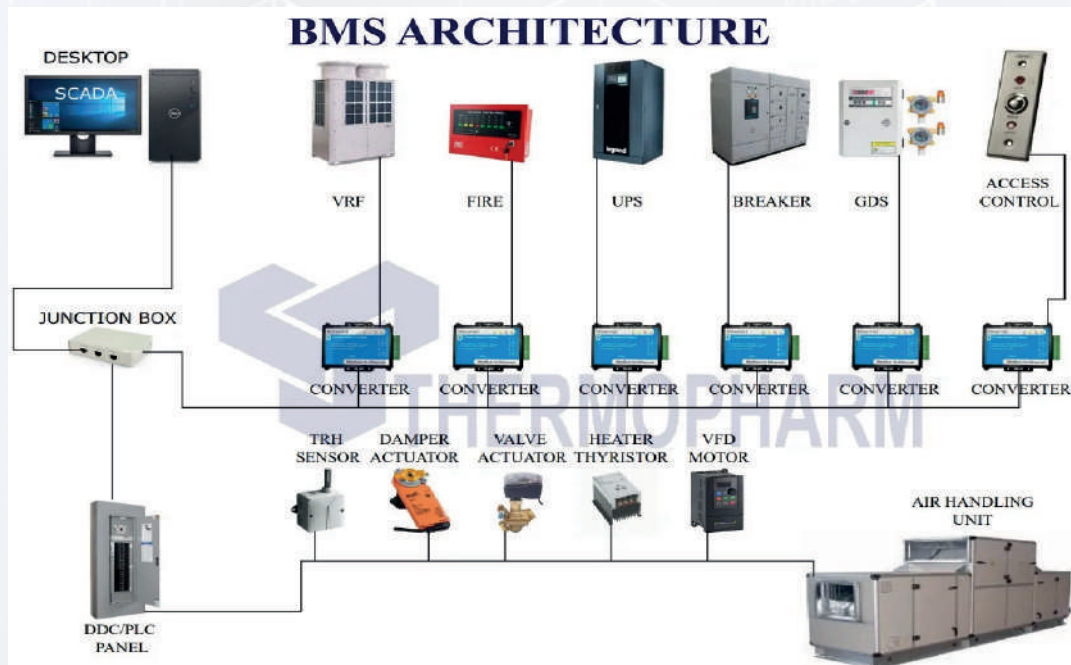 BMS ARCHITECTURE
DESKTOP
SCADA
VRF
FIRE
UPS
BREAKER
GDS
ACCESS
CONTROL
legrand
JUNCTION BOX
CONVERTER
CONVERTER
CONVERTER
CONVERTER
CONVERTER
CONVERTER
THERMOPHARM
TRH
SENSOR
DAMPER
ACTUATOR
VALVE
ACTUATOR
HEATER
THYRISTOR
VFD
MOTOR
AIR HANDLING
UNIT
DDC/PLC
PANEL